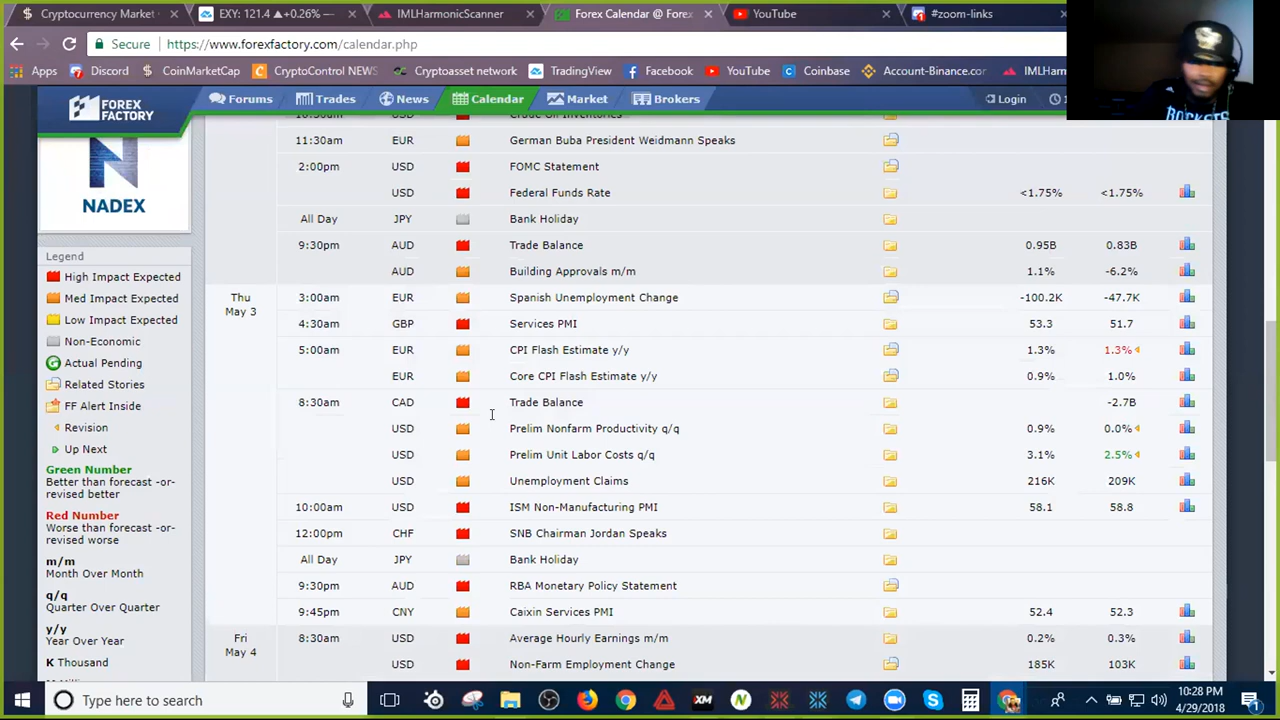 Cryptocurrency Market
EXY: 121.4 ▲+0.26%
IMLHarmonicScanner
Forex Calendar @ Forex
YouTube
#zoom-links
Secure https://www.forexfactory.com/calendar.php
Apps Discord CoinMarketCap CryptoControl NEWS Cryptoasset network TradingView Facebook YouTube Coinbase Account-Binance.com IMLHarm
FOREX FACTORY
Forums Trades News Calendar Market Brokers Login
NADEX
Legend
High Impact Expected
Med Impact Expected
Low Impact Expected
Non-Economic
Actual Pending
Related Stories
FF Alert Inside
Revision
Up Next
Green Number
Better than forecast -or-
revised better
Red Number
Worse than forecast -or-
revised worse
m/m
Month Over Month
q/q
Quarter Over Quarter
y/y
Year Over Year
K Thousand
10:30am USD Crude Oil Inventories
11:30am EUR German Buba President Weidmann Speaks
2:00pm USD FOMC Statement
USD Federal Funds Rate <1.75% <1.75%
All Day JPY Bank Holiday
9:30pm AUD Trade Balance 0.95B 0.83B
AUD Building Approvals m/m 1.1% -6.2%
Thu
May 3
3:00am EUR Spanish Unemployment Change -100.2K -47.7K
4:30am GBP Services PMI 53.3 51.7
5:00am EUR CPI Flash Estimate y/y 1.3% 1.3%
EUR Core CPI Flash Estimate y/y 0.9% 1.0%
8:30am CAD Trade Balance -2.7B
USD Prelim Nonfarm Productivity q/q 0.9% 0.0%
USD Prelim Unit Labor Costs q/q 3.1% 2.5%
USD Unemployment Claims 216K 209K
10:00am USD ISM Non-Manufacturing PMI 58.1 58.8
12:00pm CHF SNB Chairman Jordan Speaks
All Day JPY Bank Holiday
9:30pm AUD RBA Monetary Policy Statement
9:45pm CNY Caixin Services PMI 52.4 52.3
Fri
May 4
8:30am USD Average Hourly Earnings m/m 0.2% 0.3%
USD Non-Farm Employment Change 185K 103K
ROCKETS
Type here to search
XM
10:28 PM
4/29/2018